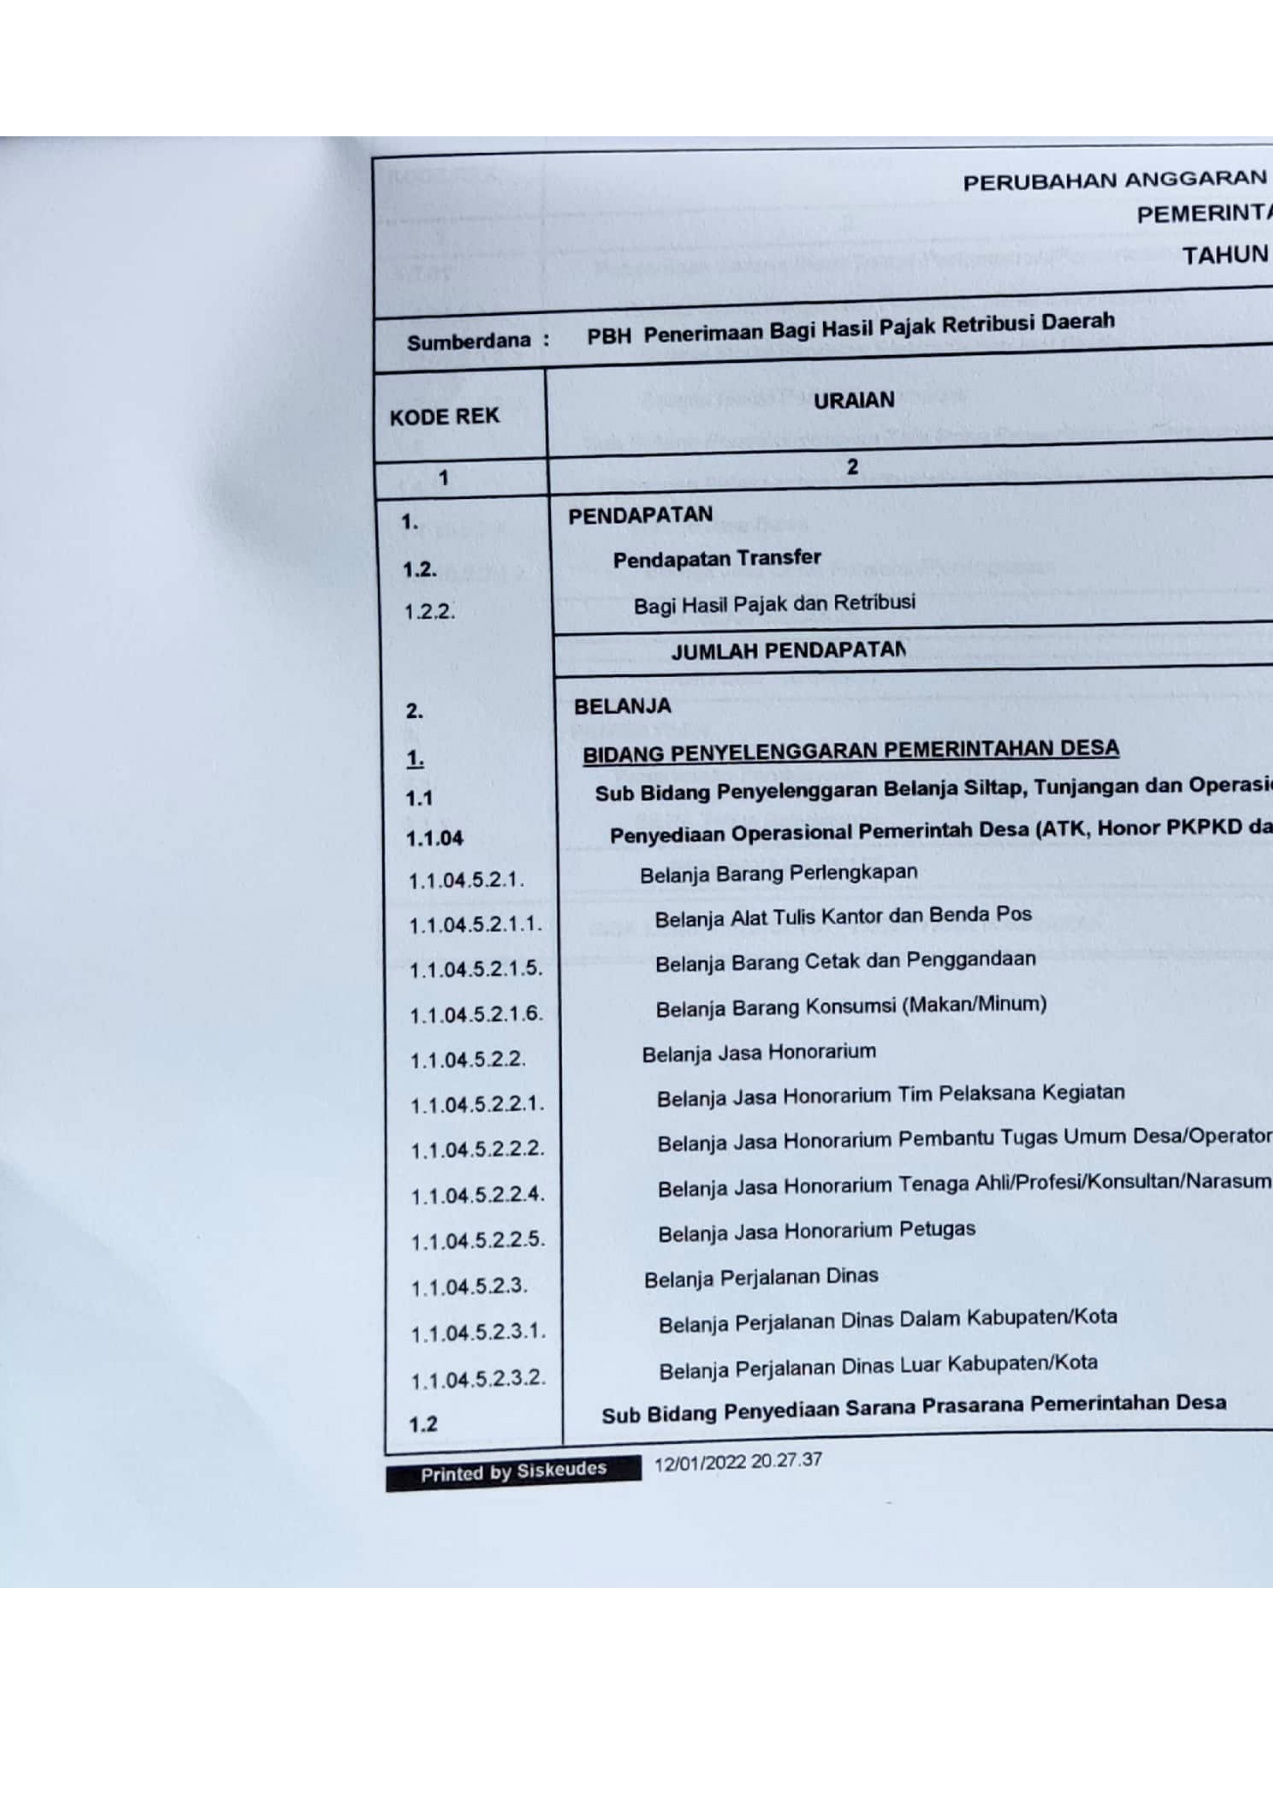 PERUBAHAN ANGGARAN
PEMERINTA
TAHUN
Sumberdana : PBH Penerimaan Bagi Hasil Pajak Retribusi Daerah
KODE REK URAIAN
1 2
1. PENDAPATAN
1.2. Pendapatan Transfer
1.2.2. Bagi Hasil Pajak dan Retribusi
JUMLAH PENDAPATAN
2. BELANJA
1. BIDANG PENYELENGGARAN PEMERINTAHAN DESA
1.1 Sub Bidang Penyelenggaran Belanja Siltap, Tunjangan dan Operasi
1.1.04 Penyediaan Operasional Pemerintah Desa (ATK, Honor PKPKD da
1.1.04.5.2.1. Belanja Barang Perlengkapan
1.1.04.5.2.1.1. Belanja Alat Tulis Kantor dan Benda Pos
1.1.04.5.2.1.5. Belanja Barang Cetak dan Penggandaan
1.1.04.5.2.1.6. Belanja Barang Konsumsi (Makan/Minum)
1.1.04.5.2.2. Belanja Jasa Honorarium
1.1.04.5.2.2.1. Belanja Jasa Honorarium Tim Pelaksana Kegiatan
1.1.04.5.2.2.2. Belanja Jasa Honorarium Pembantu Tugas Umum Desa/Operator
1.1.04.5.2.2.4. Belanja Jasa Honorarium Tenaga Ahli/Profesi/Konsultan/Narasum
1.1.04.5.2.2.5. Belanja Jasa Honorarium Petugas
1.1.04.5.2.3. Belanja Perjalanan Dinas
1.1.04.5.2.3.1. Belanja Perjalanan Dinas Dalam Kabupaten/Kota
1.1.04.5.2.3.2. Belanja Perjalanan Dinas Luar Kabupaten/Kota
1.2 Sub Bidang Penyediaan Sarana Prasarana Pemerintahan Desa
Printed by Siskeudes 12/01/2022 20.27.37